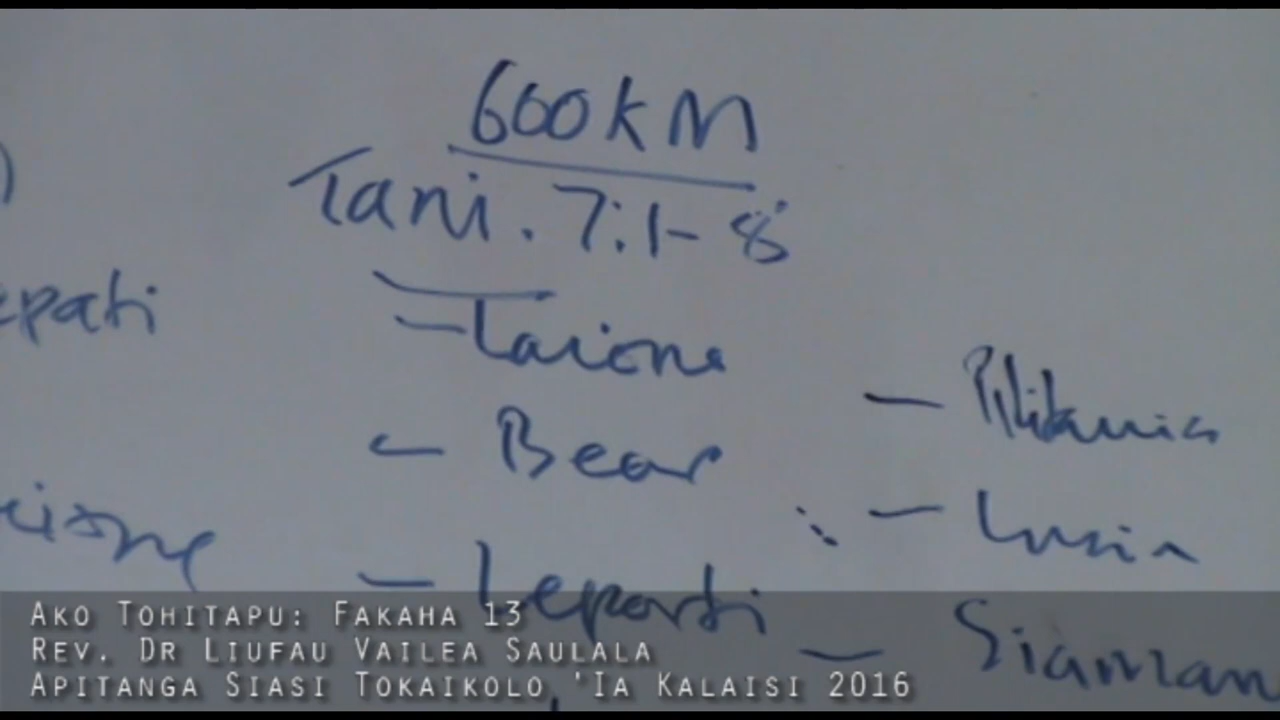 600KM
Tani. 7:1-8
- Laione
- Bear
- Leparti
- Pilitania
- Lusia
- Siaman
AKO TOHITAPU: FAKAHA 13
REV. DR LIUFAU VAILEA SAULALA
APITANGA SIASI TOKAIKOLO 'IA KALAISI 2016